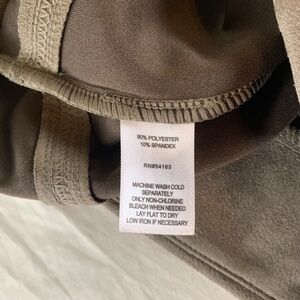 90% POLYESTER
10% SPANDEX
RN#54163
MACHINE WASH COLD
SEPARATELY
ONLY NON-CHLORINE
BLEACH WHEN NEEDED
LAY FLAT TO DRY
LOW IRON IF NECESSARY